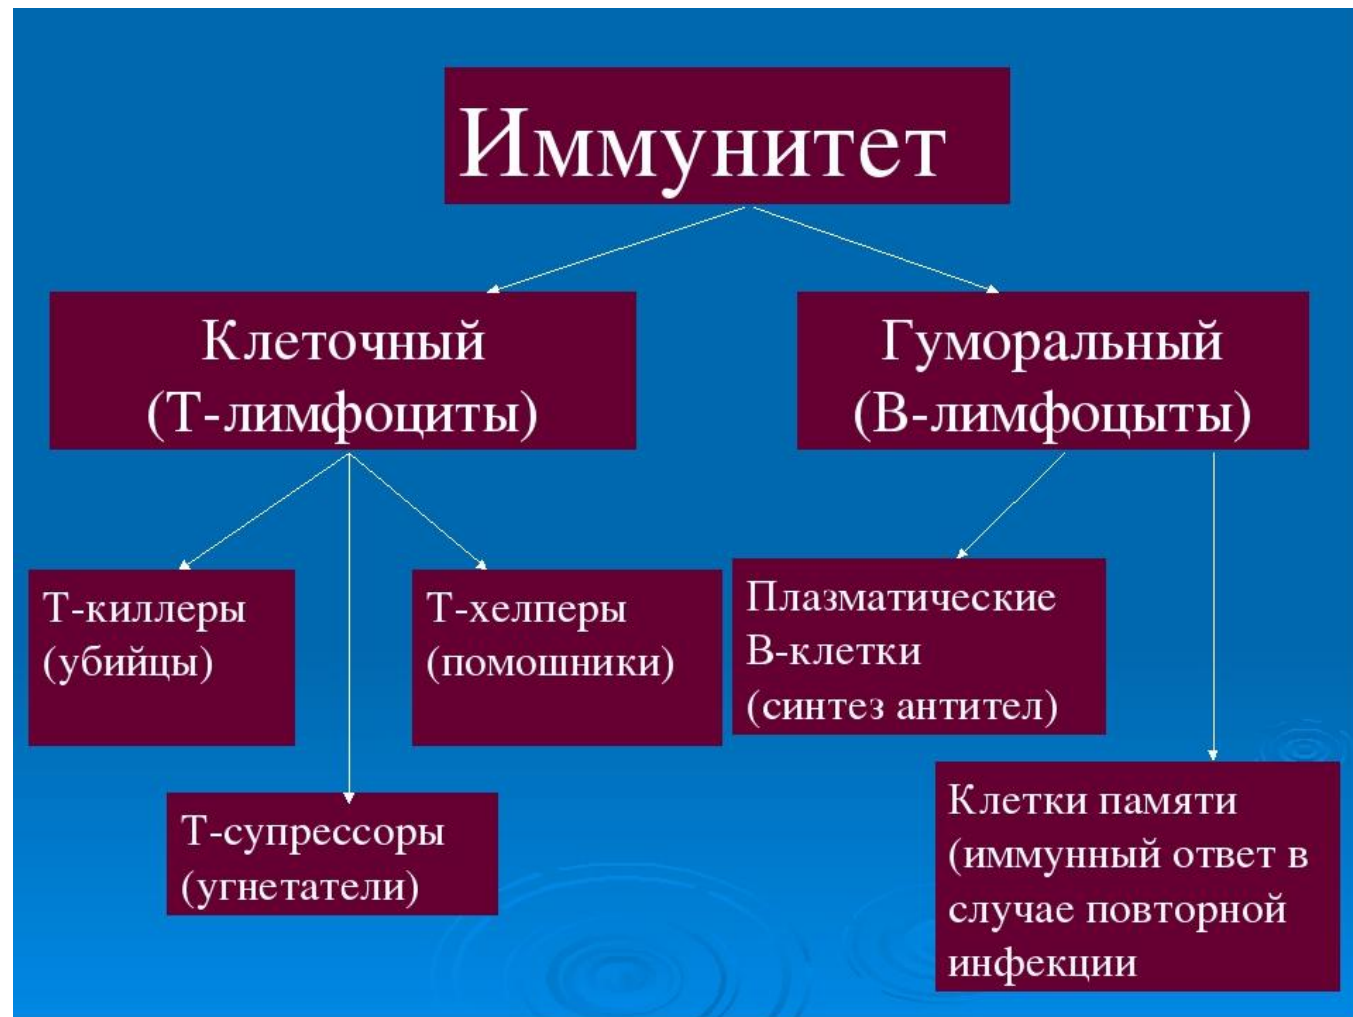 Иммунитет
Клеточный
(Т-лимфоциты)
Гуморальный
(В-лимфоцыты)
Т-киллеры
(убийцы)
Т-хелперы
(помошники)
Т-супрессоры
(угнетатели)
Плазматические
В-клетки
(синтез антител)
Клетки памяти
(иммунный ответ в
случае повторной
инфекции